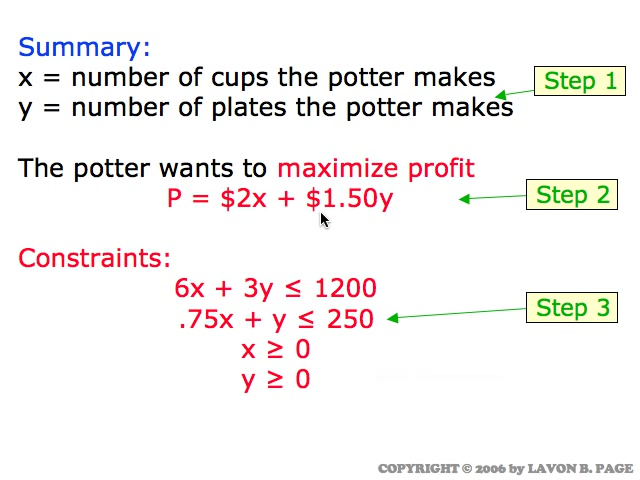 Summary:
x = number of cups the potter makes
Step 1
y = number of plates the potter makes
The potter wants to maximize profit
P = $2x + $1.50y
Step 2
Constraints:
6x + 3y ≤ 1200
.75x + y ≤ 250
Step 3
x ≥ 0
y ≥ 0
COPYRIGHT © 2006 by LAVON B. PAGE